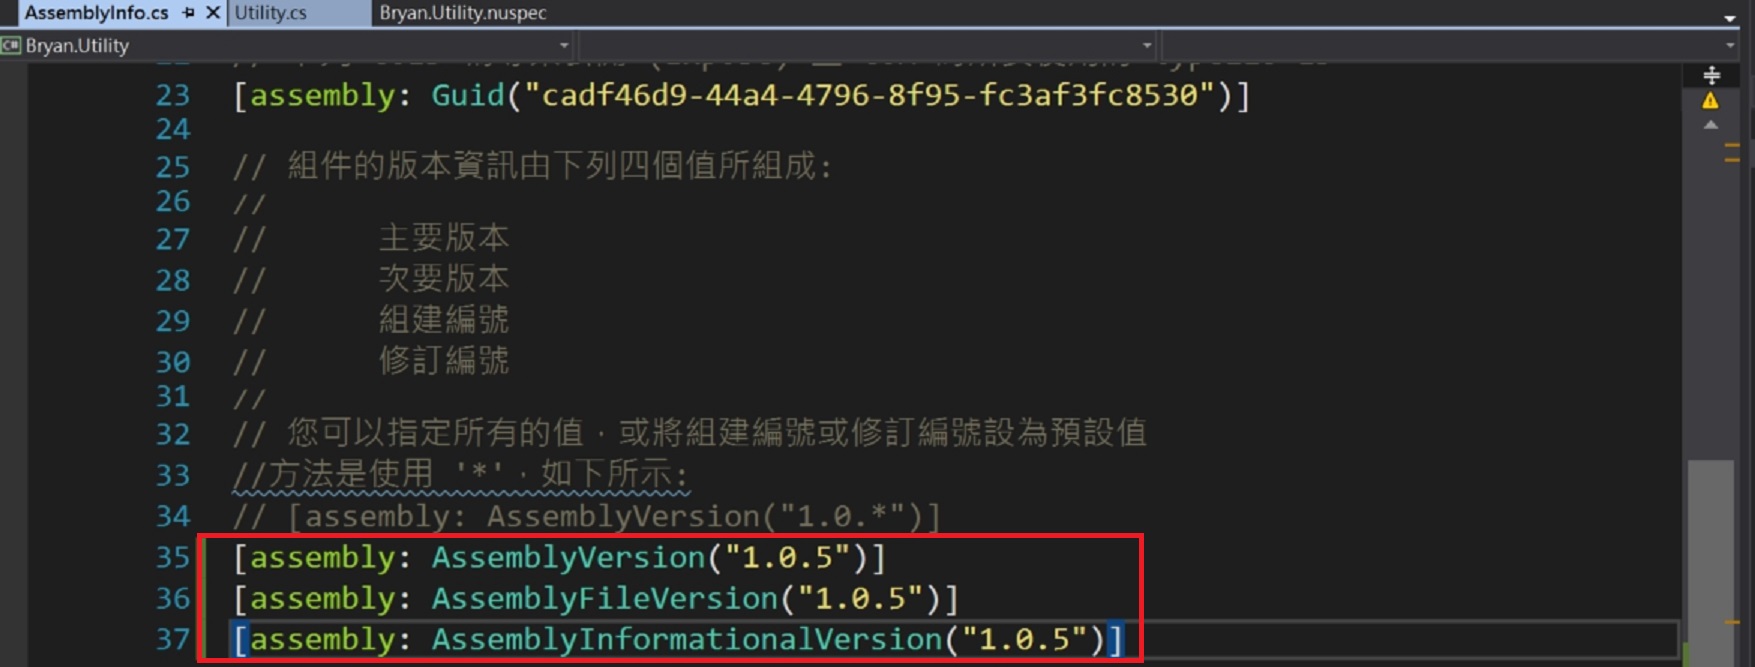 AssemblyInfo.cs
Utility.cs
Bryan.Utility.nuspec
C# Bryan.Utility
23 [assembly: Guid("cadf46d9-44a4-4796-8f95-fc3af3fc8530")]
24
25 // 組件的版本資訊由下列四個值所組成:
26 //
27 // 主要版本
28 // 次要版本
29 // 組建編號
30 // 修訂編號
31 //
32 // 您可以指定所有的值，或將組建編號或修訂編號設為預設值
33 //方法是使用 '*'，如下所示:
34 // [assembly: AssemblyVersion("1.0.*")]
35 [assembly: AssemblyVersion("1.0.5")]
36 [assembly: AssemblyFileVersion("1.0.5")]
37 [assembly: AssemblyInformationalVersion("1.0.5")]